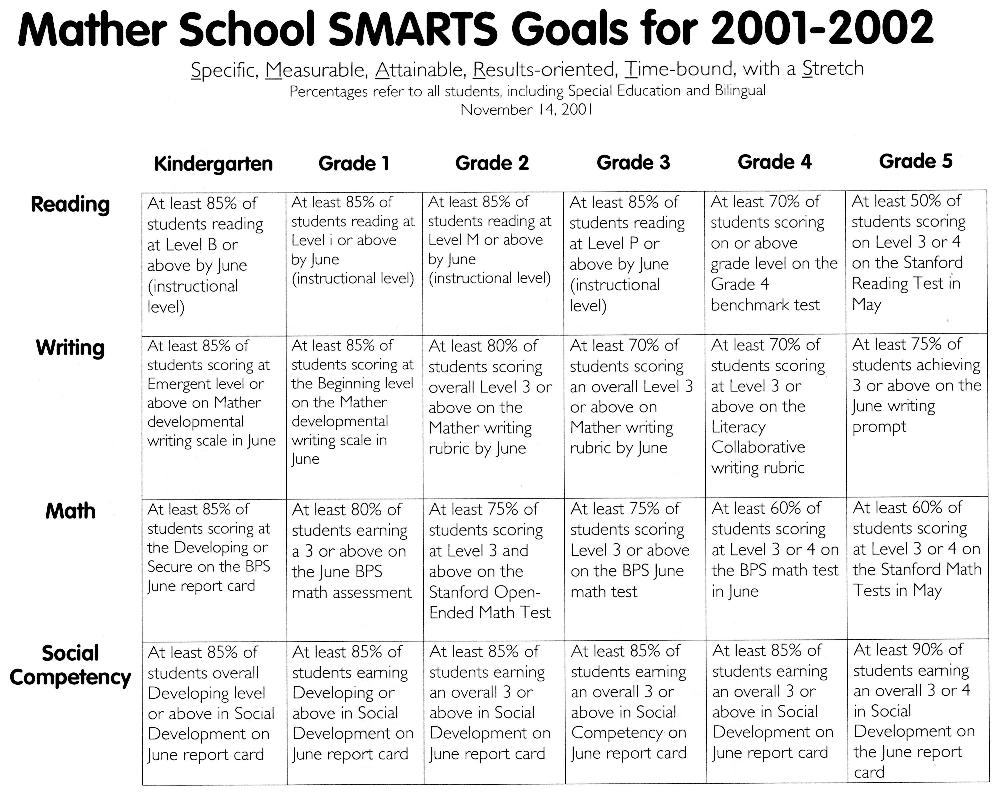 Mather School SMARTS Goals for 2001-2002
Specific, Measurable, Attainable, Results-oriented, Time-bound, with a Stretch
Percentages refer to all students, including Special Education and Bilingual
November 14, 2001
Kindergarten
Grade 1
Grade 2
Grade 3
Grade 4
Grade 5
Reading
At least 85% of
students reading
at Level B or
above by June
(instructional
level)
At least 85% of
students reading at
Level i or above
by June
(instructional level)
At least 85% of
students reading at
Level M or above
by June
(instructional level)
At least 85% of
students reading
at Level P or
above by June
(instructional
level)
At least 70% of
students scoring
on or above
grade level on the
Grade 4
benchmark test
At least 50% of
students scoring
on Level 3 or 4
on the Stanford
Reading Test in
May
Writing
At least 85% of
students scoring at
Emergent level or
above on Mather
developmental
writing scale in June
At least 85% of
students scoring at
the Beginning level
on the Mather
developmental
writing scale in
June
At least 80% of
students scoring
overall Level 3 or
above on the
Mather writing
rubric by June
At least 70% of
students scoring
an overall Level 3
or above on
Mather writing
rubric by June
At least 70% of
students scoring
at Level 3 or
above on the
Literacy
Collaborative
writing rubric
At least 75% of
students achieving
3 or above on the
June writing
prompt
Math
At least 85% of
students scoring at
the Developing or
Secure on the BPS
June report card
At least 80% of
students earning
a 3 or above on
the June BPS
math assessment
At least 75% of
students scoring
at Level 3 and
above on the
Stanford Open-
Ended Math Test
At least 75% of
students scoring
Level 3 or above
on the BPS June
math test
At least 60% of
students scoring
at Level 3 or 4 on
the BPS math test
in June
At least 60% of
students scoring
at Level 3 or 4 on
the Stanford Math
Tests in May
Social
Competency
At least 85% of
students overall
Developing level
or above in Social
Development on
June report card
At least 85% of
students earning
Developing or
above in Social
Development on
June report card
At least 85% of
students earning
an overall 3 or
above in Social
Development on
June report card
At least 85% of
students earning
an overall 3 or
above in Social
Competency on
June report card
At least 85% of
students earning
an overall 3 or
above in Social
Development on
June report card
At least 90% of
students earning
an overall 3 or 4
in Social
Development on
the June report
card